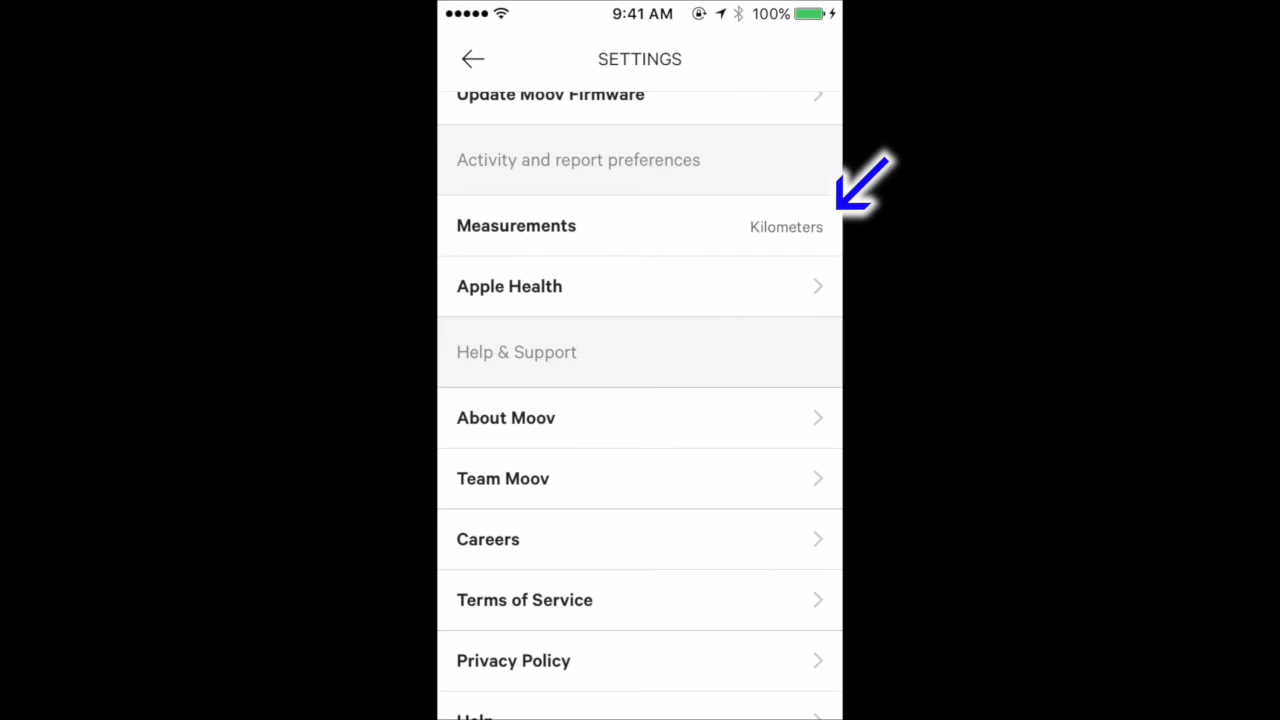 9:41 AM 100%
SETTINGS
Update Moov Firmware
Activity and report preferences
Measurements Kilometers
Apple Health
Help & Support
About Moov
Team Moov
Careers
Terms of Service
Privacy Policy
Help